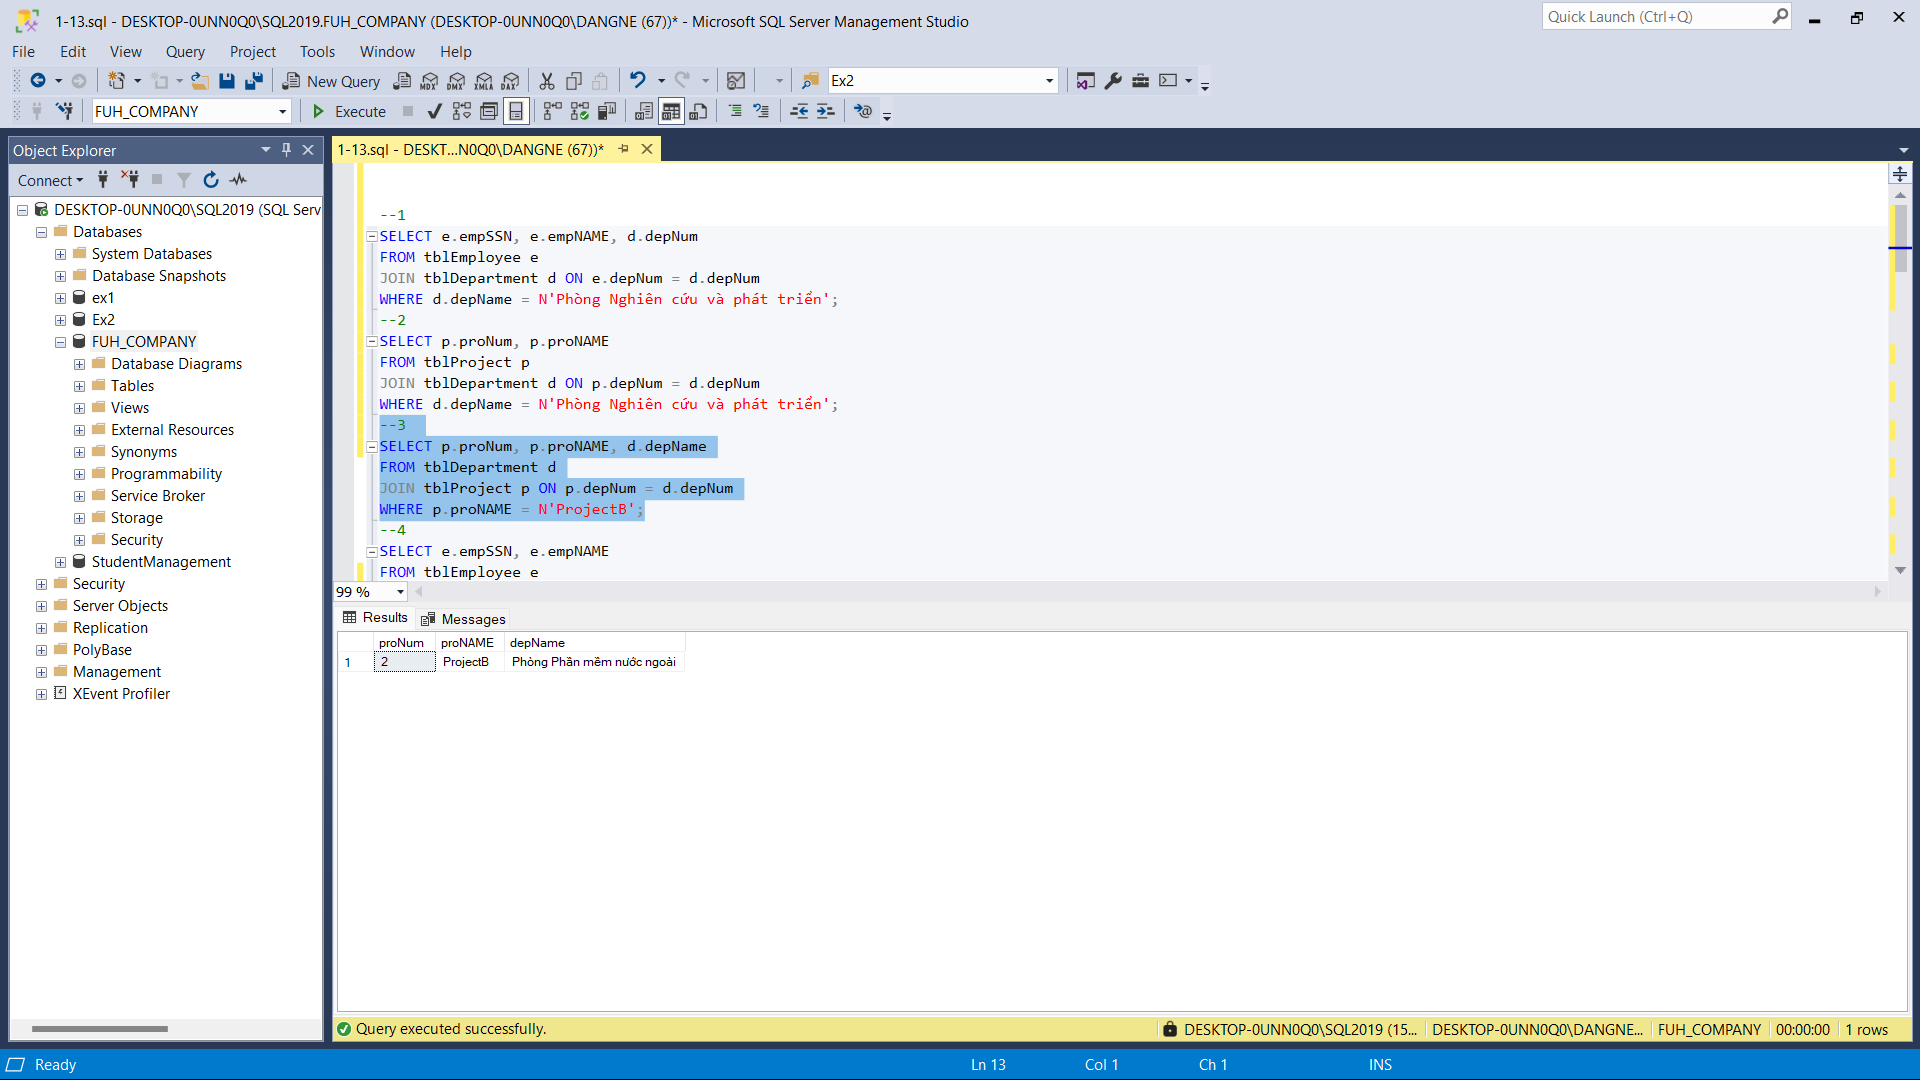 1-13.sql - DESKTOP-0UNN0Q0\SQL2019.FUH_COMPANY (DESKTOP-0UNN0Q0\DANGNE (67))* - Microsoft SQL Server Management Studio
Quick Launch (Ctrl+Q)
File Edit View Query Project Tools Window Help
New Query MDX DMX XMLA DAX Ex2
FUH_COMPANY Execute
Object Explorer
1-13.sql - DESKT...N0Q0\DANGNE (67))*
Connect
DESKTOP-0UNN0Q0\SQL2019 (SQL Serv
Databases
System Databases
Database Snapshots
ex1
Ex2
FUH_COMPANY
Database Diagrams
Tables
Views
External Resources
Synonyms
Programmability
Service Broker
Storage
Security
StudentManagement
Security
Server Objects
Replication
PolyBase
Management
XEvent Profiler
--1
SELECT e.empSSN, e.empNAME, d.depNum
FROM tblEmployee e
JOIN tblDepartment d ON e.depNum = d.depNum
WHERE d.depName = N'Phòng Nghiên cứu và phát triển';
--2
SELECT p.proNum, p.proNAME
FROM tblProject p
JOIN tblDepartment d ON p.depNum = d.depNum
WHERE d.depName = N'Phòng Nghiên cứu và phát triển';
--3
SELECT p.proNum, p.proNAME, d.depName
FROM tblDepartment d
JOIN tblProject p ON p.depNum = d.depNum
WHERE p.proNAME = N'ProjectB';
--4
SELECT e.empSSN, e.empNAME
FROM tblEmployee e
99 %
Results Messages
proNum proNAME depName
1 2 ProjectB Phòng Phần mềm nước ngoài
Query executed successfully.
DESKTOP-0UNN0Q0\SQL2019 (15... DESKTOP-0UNN0Q0\DANGNE... FUH_COMPANY 00:00:00 1 rows
Ready Ln 13 Col 1 Ch 1 INS